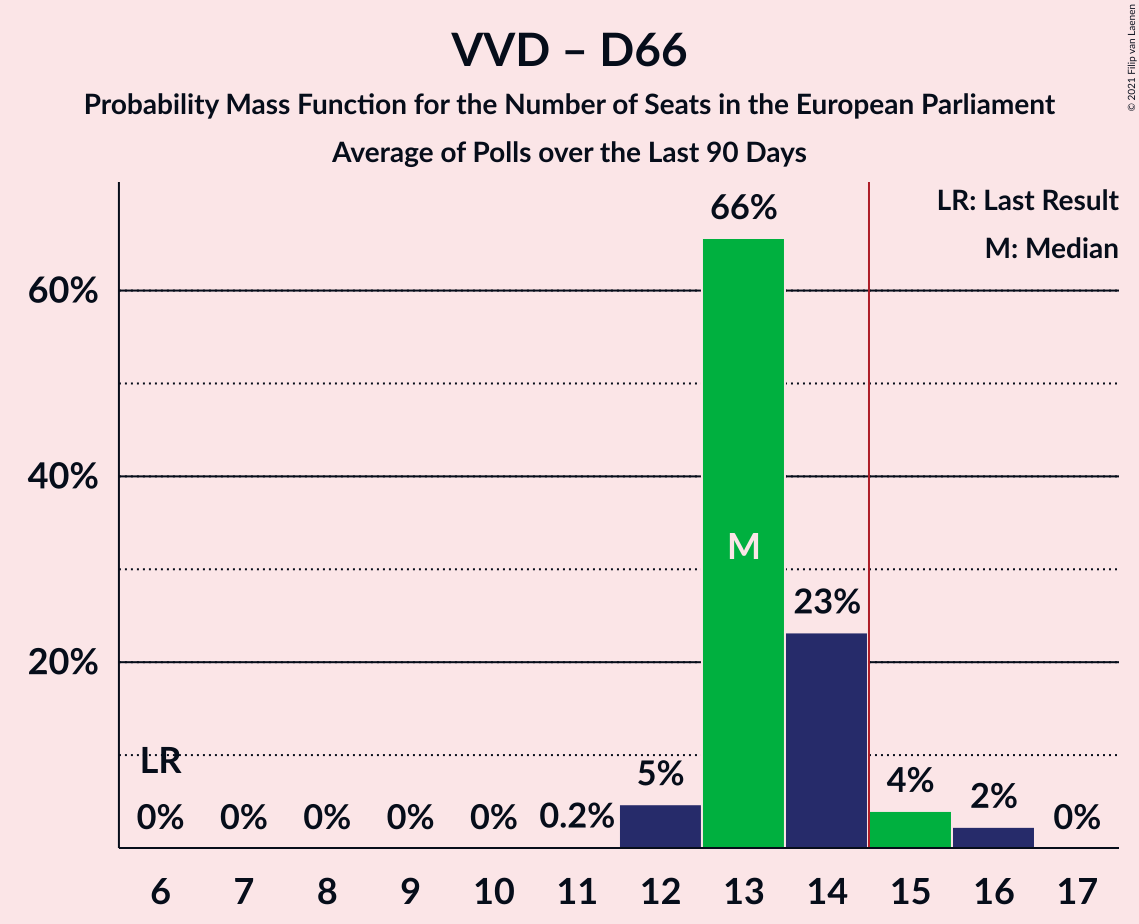 VVD – D66
Probability Mass Function for the Number of Seats in the European Parliament
Average of Polls over the Last 90 Days
© 2021 Filip van Laenen
LR: Last Result
M: Median
60%
40%
20%
LR
0%
0%
0%
0%
0%
0.2%
5%
66%
M
23%
4%
2%
0%
6 7 8 9 10 11 12 13 14 15 16 17